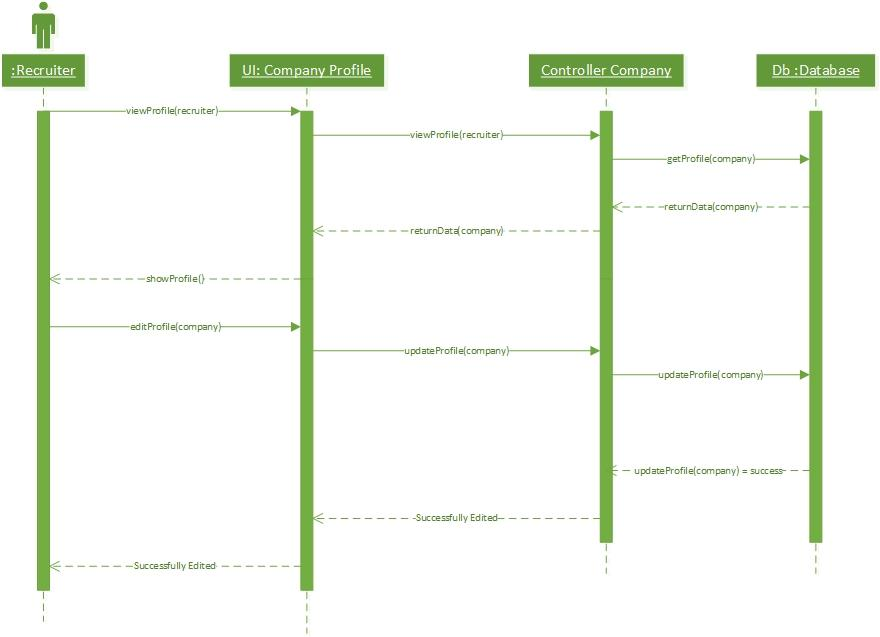 :Recruiter
UI: Company Profile
Controller Company
Db :Database
viewProfile(recruiter)
viewProfile(recruiter)
getProfile(company)
returnData(company)
returnData(company)
showProfile()
editProfile(company)
updateProfile(company)
updateProfile(company)
updateProfile(company) = success
-Successfully Edited
Successfully Edited